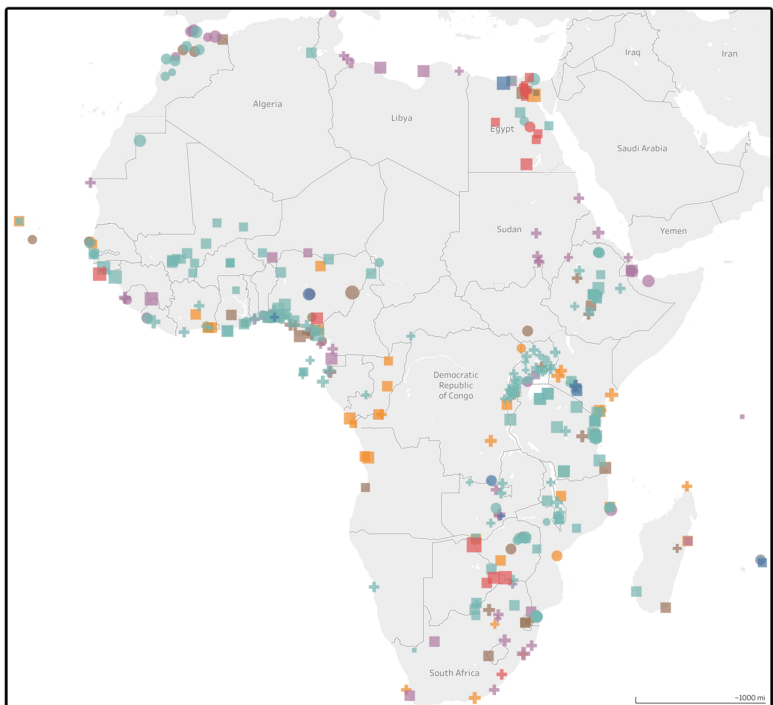 Iraq
Iran
Algeria
Libya
Egypt
Saudi Arabia
Sudan
Yemen
Democratic
Republic
of Congo
South Africa
~1000 mi